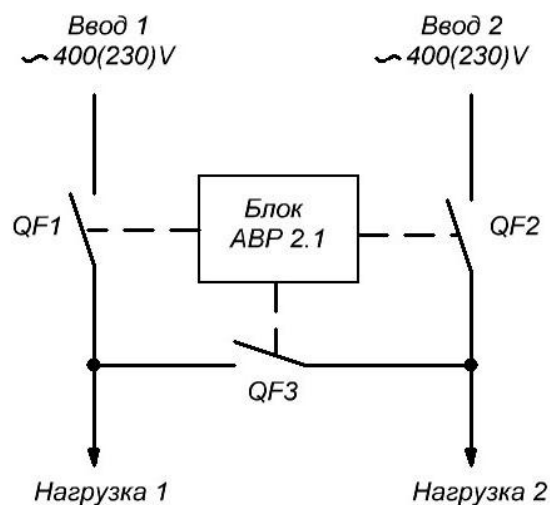 Ввод 1
~ 400(230)V
Ввод 2
~ 400(230)V
QF1
Блок
АВР 2.1
QF2
QF3
Нагрузка 1
Нагрузка 2